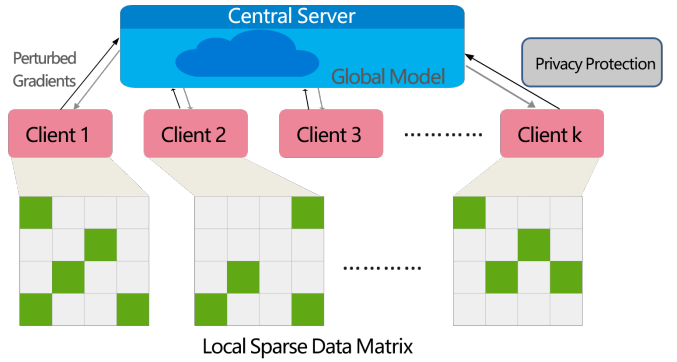 Central Server
Perturbed
Gradients
Global Model
Privacy Protection
Client 1
Client 2
Client 3
…………
Client k
…………
Local Sparse Data Matrix